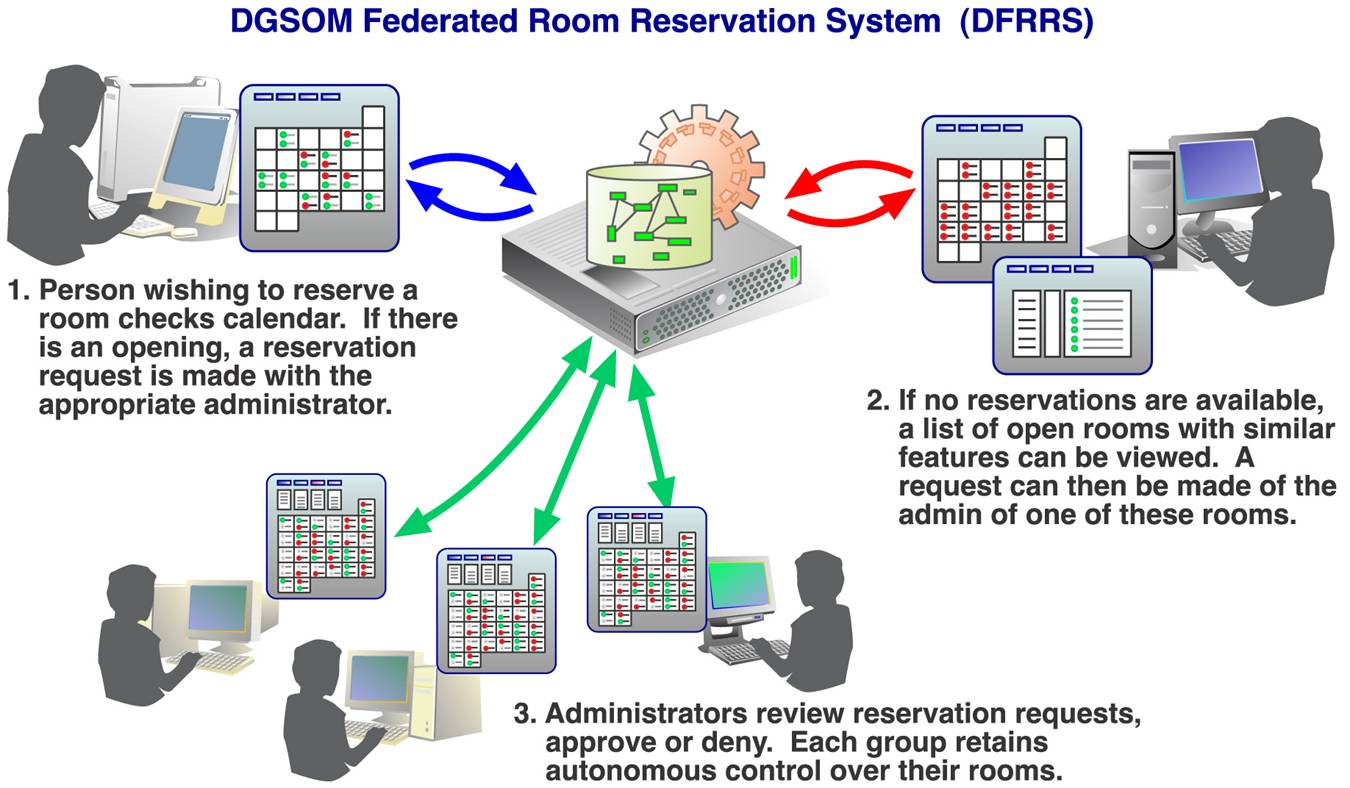 DGSOM Federated Room Reservation System (DFRRS)
1. Person wishing to reserve a
room checks calendar. If there
is an opening, a reservation
request is made with the
appropriate administrator.
2. If no reservations are available,
a list of open rooms with similar
features can be viewed. A
request can then be made of the
admin of one of these rooms.
3. Administrators review reservation requests,
approve or deny. Each group retains
autonomous control over their rooms.